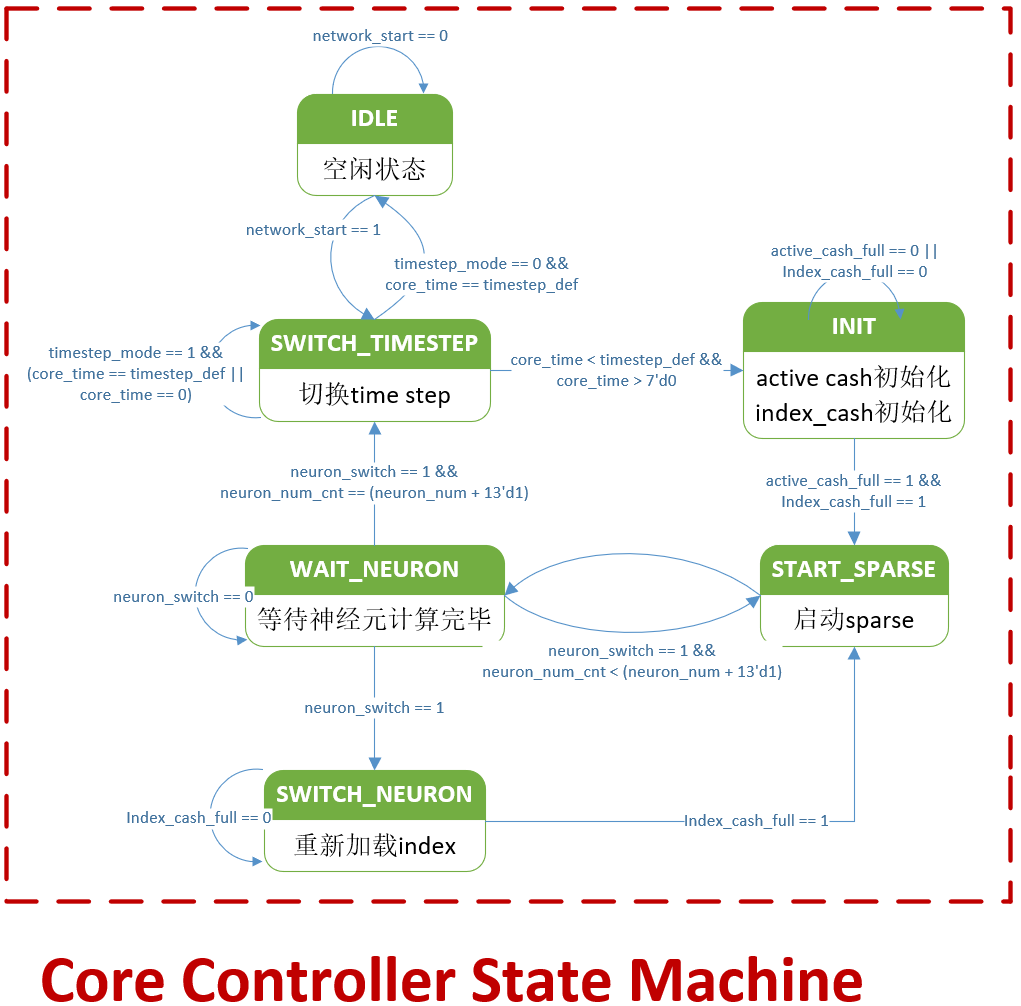 network_start == 0
IDLE
空闲状态
network_start == 1
timestep_mode == 0 &&
core_time == timestep_def
active_cash_full == 0 ||
Index_cash_full == 0
SWITCH_TIMESTEP
切换time step
timestep_mode == 1 &&
(core_time == timestep_def ||
core_time == 0)
core_time < timestep_def &&
core_time > 7'd0
INIT
active cash初始化
index_cash初始化
neuron_switch == 1 &&
neuron_num_cnt == (neuron_num + 13'd1)
active_cash_full == 1 &&
Index_cash_full == 1
WAIT_NEURON
等待神经元计算完毕
neuron_switch == 0
START_SPARSE
启动sparse
neuron_switch == 1 &&
neuron_num_cnt < (neuron_num + 13'd1)
neuron_switch == 1
SWITCH_NEURON
重新加载index
Index_cash_full == 0
Index_cash_full == 1
Core Controller State Machine